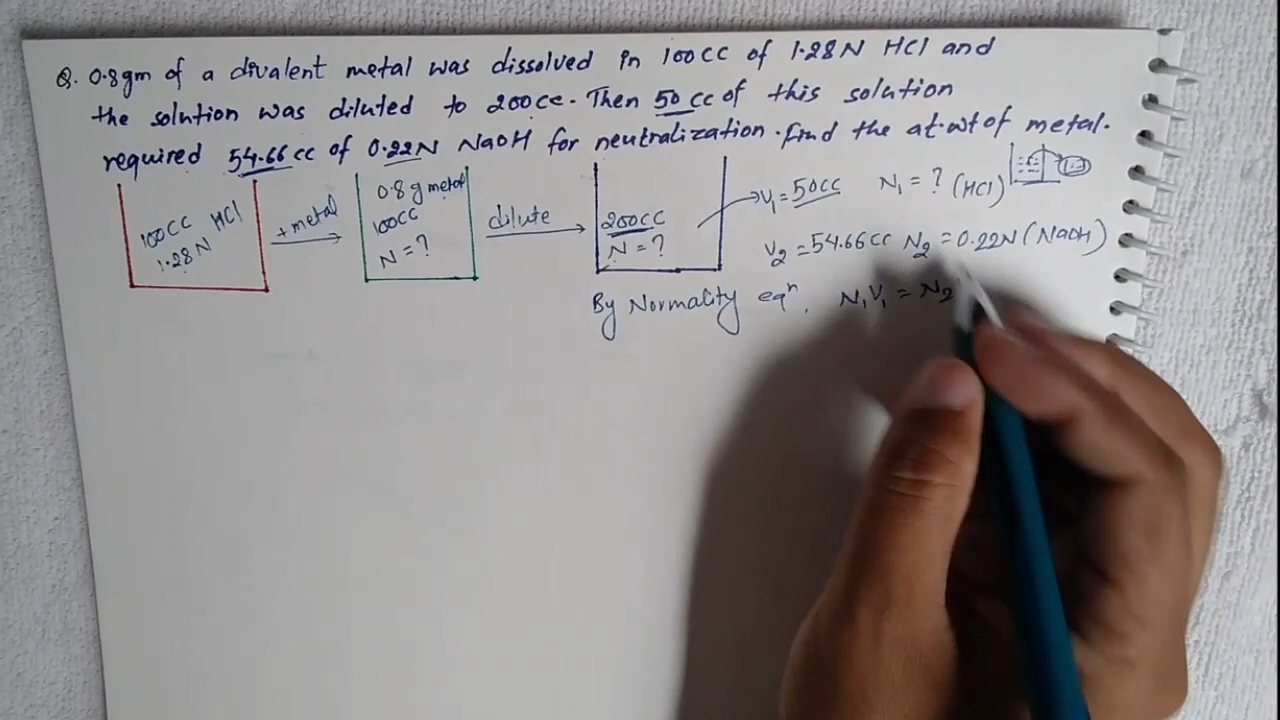 Q. 0.8gm of a divalent metal was dissolved in 100CC of 1.28N HCl and
the solution was diluted to 200cc. Then 50 cc of this solution
required 54.66cc of 0.22N NaOH for neutralization. Find the at.wt of metal.
100CC
1.28N HCl
+metal
0.8g metal
100CC
N = ?
dilute
200CC
N = ?
V₁ = 50CC N₁ = ? (HCl)
V₂ = 54.66CC N₂ = 0.22N (NaOH)
By Normality eqⁿ, N₁V₁ = N₂